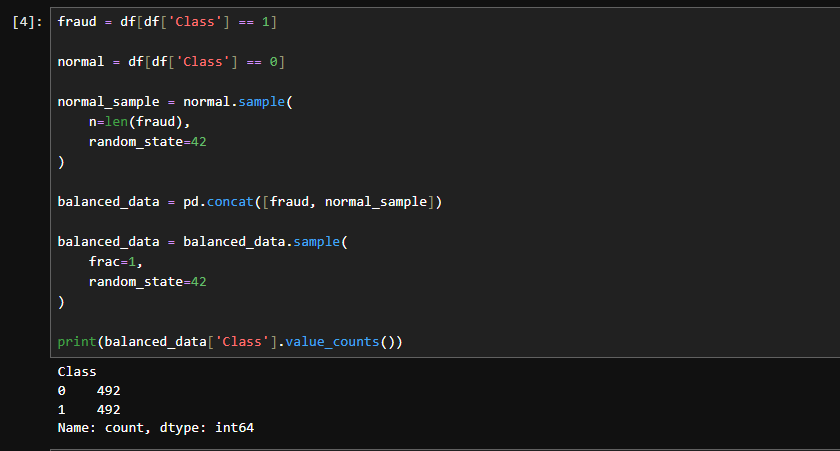 [4]: fraud = df[df['Class'] == 1]
normal = df[df['Class'] == 0]
normal_sample = normal.sample(
    n=len(fraud),
    random_state=42
)
balanced_data = pd.concat([fraud, normal_sample])
balanced_data = balanced_data.sample(
    frac=1,
    random_state=42
)
print(balanced_data['Class'].value_counts())
Class
0    492
1    492
Name: count, dtype: int64